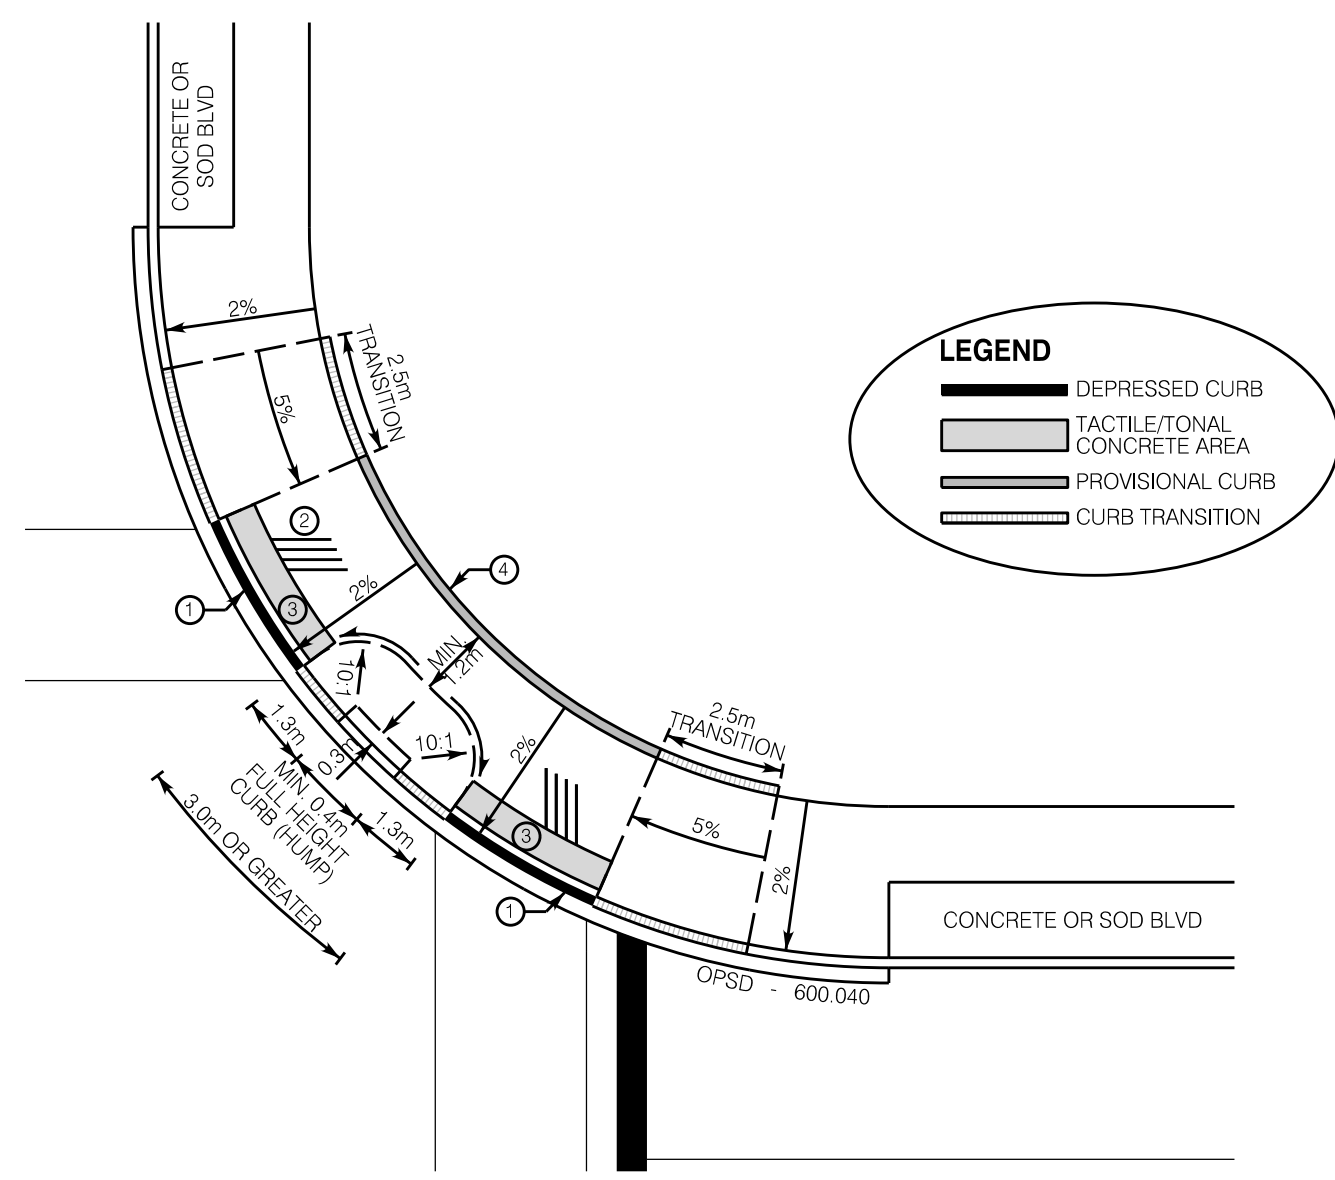 CONCRETE OR
SOD BLVD
2%
2.5m
TRANSITION
5%
LEGEND
DEPRESSED CURB
TACTILE/TONAL
CONCRETE AREA
PROVISIONAL CURB
CURB TRANSITION
2
4
2%
1
3
MIN.
1.2m
10:1
10:1
2%
2.5m
TRANSITION
1.3m
0.3m
MIN. 0.4m
FULL HEIGHT
CURB (HUMP)
1.3m
3.0m OR GREATER
3
1
5%
2%
CONCRETE OR SOD BLVD
OPSD - 600.040